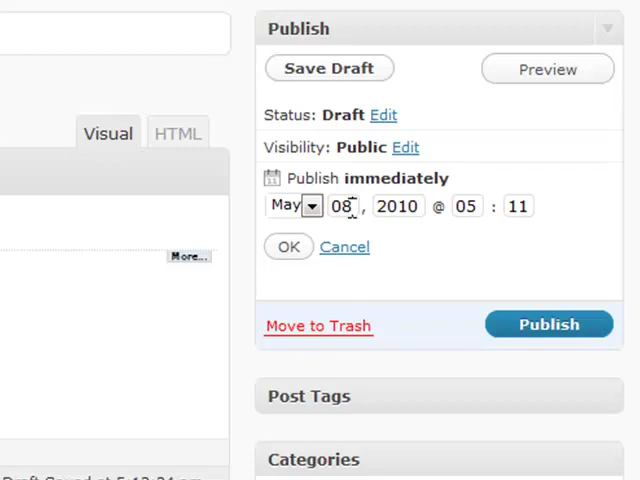 Publish
Save Draft Preview
Status: Draft Edit
Visual HTML
Visibility: Public Edit
Publish immediately
May 08, 2010 @ 05 : 11
OK Cancel
More...
Move to Trash Publish
Post Tags
Categories